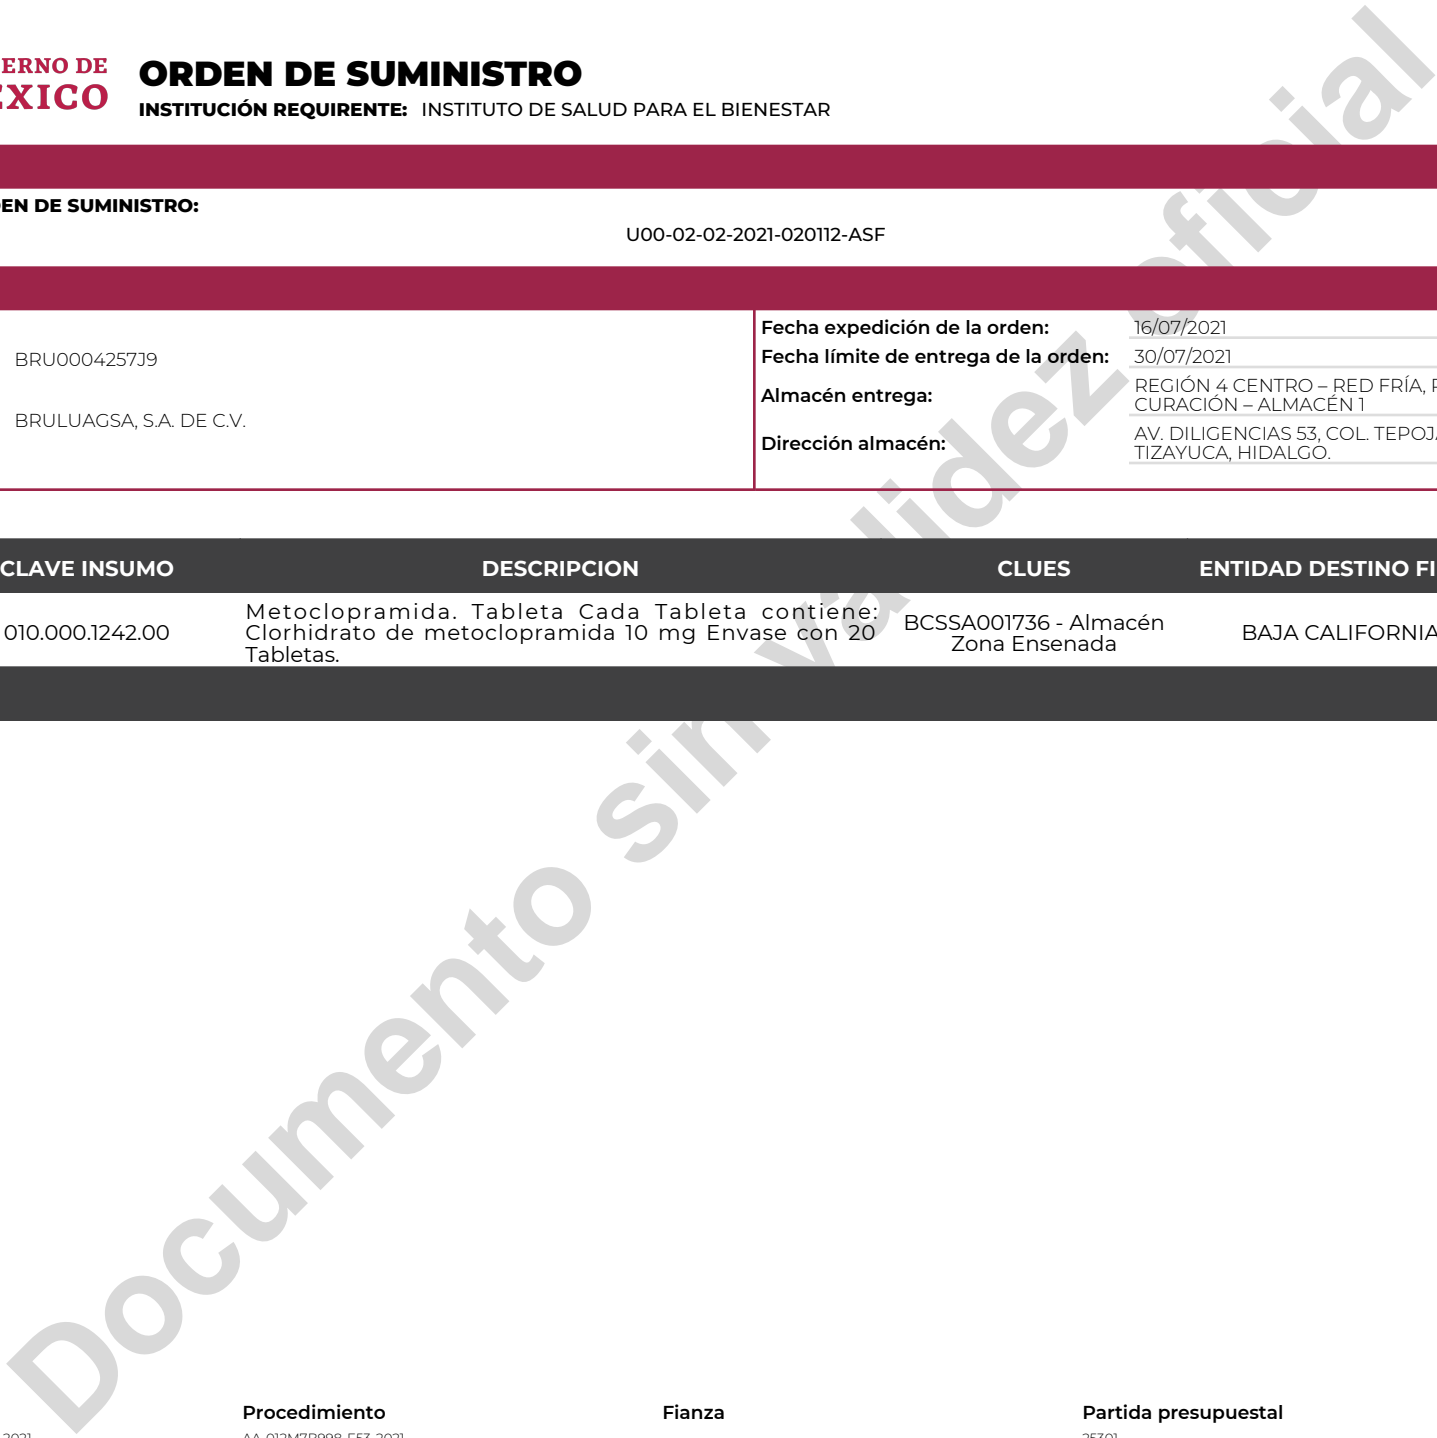 ERNO DE
ÉXICO
ORDEN DE SUMINISTRO
INSTITUCIÓN REQUIRENTE: INSTITUTO DE SALUD PARA EL BIENESTAR
EN DE SUMINISTRO:
U00-02-02-2021-020112-ASF
BRU0004257J9
BRULUAGSA, S.A. DE C.V.
Fecha expedición de la orden: 16/07/2021
Fecha límite de entrega de la orden: 30/07/2021
Almacén entrega: REGIÓN 4 CENTRO – RED FRÍA,
CURACIÓN – ALMACÉN 1
Dirección almacén: AV. DILIGENCIAS 53, COL. TEPOJA
TIZAYUCA, HIDALGO.
CLAVE INSUMO DESCRIPCION CLUES ENTIDAD DESTINO FI
010.000.1242.00
Metoclopramida. Tableta Cada Tableta contiene:
Clorhidrato de metoclopramida 10 mg Envase con 20
Tabletas.
BCSSA001736 - Almacén
Zona Ensenada
BAJA CALIFORNIA
Documento sin validez oficial
Procedimiento Fianza Partida presupuestal